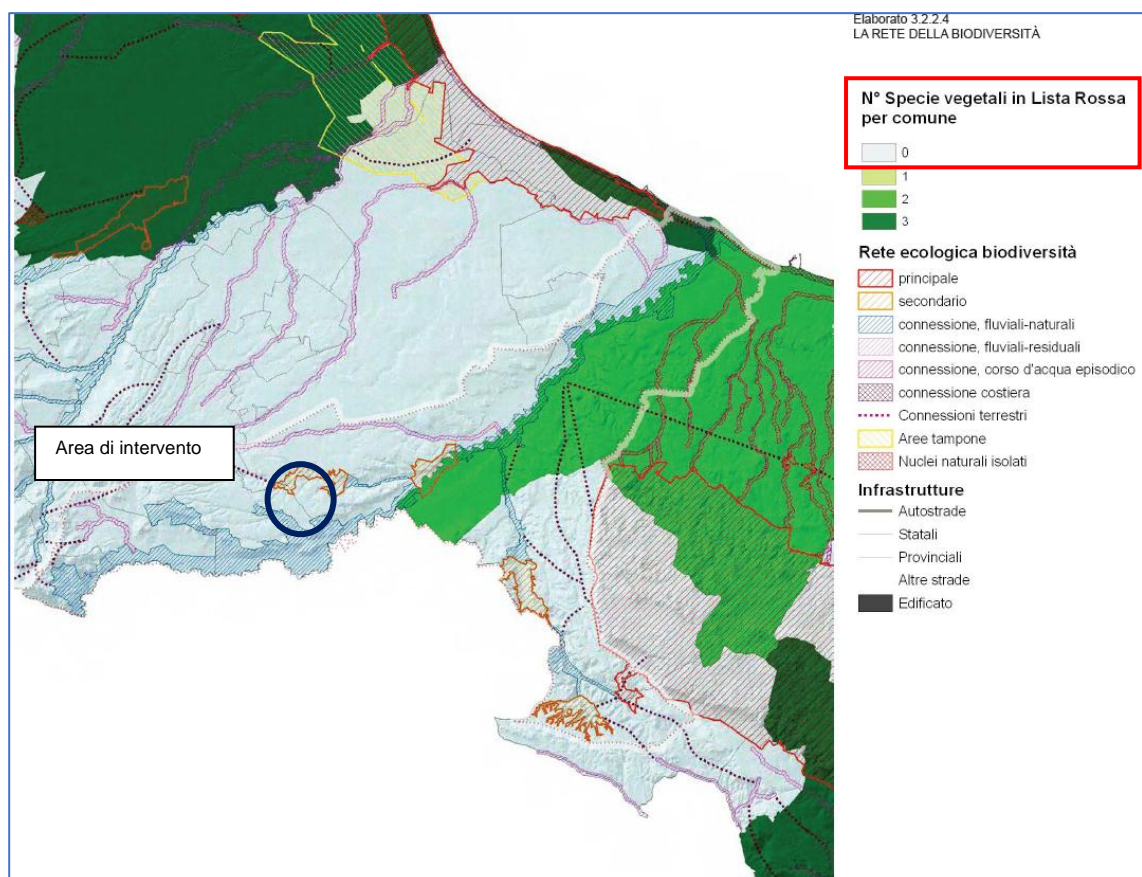 Elaborato 3.2.2.4
LA RETE DELLA BIODIVERSITÀ
N° Specie vegetali in Lista Rossa
per comune
0
1
2
3
Rete ecologica biodiversità
principale
secondario
connessione, fluviali-naturali
connessione, fluviali-residuali
connessione, corso d'acqua episodico
connessione costiera
Connessioni terrestri
Aree tampone
Nuclei naturali isolati
Infrastrutture
Autostrade
Statali
Provinciali
Altre strade
Edificato
Area di intervento